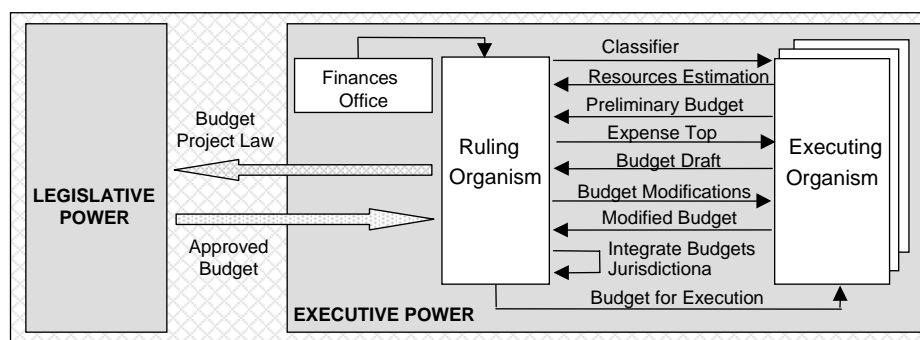 LEGISLATIVE
POWER
Budget
Project Law
Approved
Budget
Finances
Office
Ruling
Organism
Classifier
Resources Estimation
Preliminary Budget
Expense Top
Budget Draft
Budget Modifications
Modified Budget
Integrate Budgets
Jurisdictiona
Budget for Execution
Executing
Organism
EXECUTIVE POWER